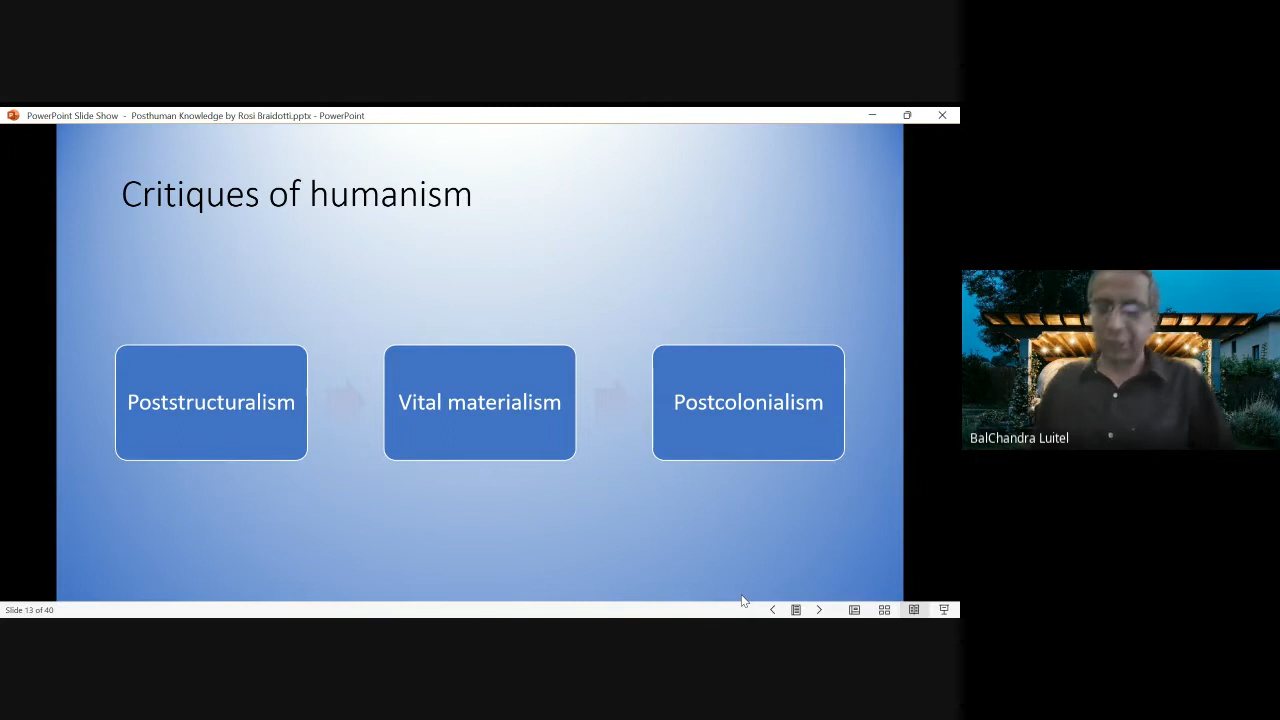 PowerPoint Slide Show - Posthuman Knowledge by Rosi Braidotti.pptx - PowerPoint
Critiques of humanism
Poststructuralism
Vital materialism
Postcolonialism
BalChandra Luitel
Slide 13 of 40